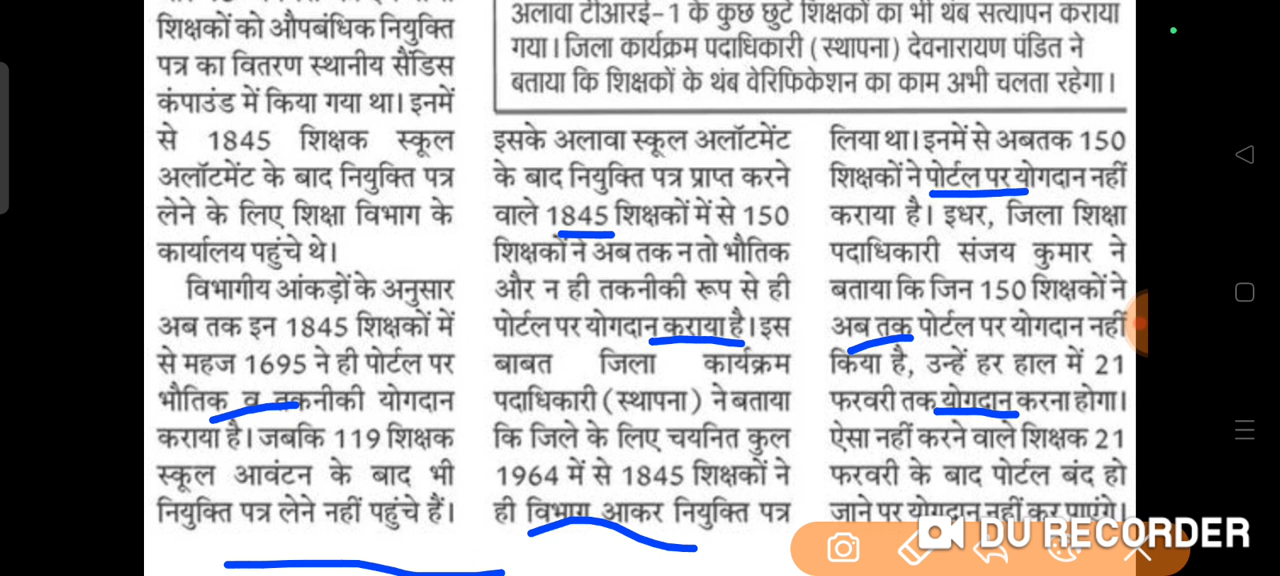 शिक्षकों को औपबंधिक नियुक्ति
पत्र का वितरण स्थानीय सैंडिस
कंपाउंड में किया गया था। इनमें
से 1845 शिक्षक स्कूल
अलॉटमेंट के बाद नियुक्ति पत्र
लेने के लिए शिक्षा विभाग के
कार्यालय पहुंचे थे।
विभागीय आंकड़ों के अनुसार
अब तक इन 1845 शिक्षकों में
से महज 1695 ने ही पोर्टल पर
भौतिक व तकनीकी योगदान
कराया है। जबकि 119 शिक्षक
स्कूल आवंटन के बाद भी
नियुक्ति पत्र लेने नहीं पहुंचे हैं।
अलावा टीआरई-1 के कुछ छुटे शिक्षकों का भी थंब सत्यापन कराया
गया। जिला कार्यक्रम पदाधिकारी (स्थापना) देवनारायण पंडित ने
बताया कि शिक्षकों के थंब वेरिफिकेशन का काम अभी चलता रहेगा।
इसके अलावा स्कूल अलॉटमेंट
के बाद नियुक्ति पत्र प्राप्त करने
वाले 1845 शिक्षकों में से 150
शिक्षकों ने अब तक न तो भौतिक
और न ही तकनीकी रूप से ही
पोर्टल पर योगदान कराया है। इस
बाबत जिला कार्यक्रम
पदाधिकारी (स्थापना) ने बताया
कि जिले के लिए चयनित कुल
1964 में से 1845 शिक्षकों ने
ही विभाग आकर नियुक्ति पत्र
लिया था। इनमें से अबतक 150
शिक्षकों ने पोर्टल पर योगदान नहीं
कराया है। इधर, जिला शिक्षा
पदाधिकारी संजय कुमार ने
बताया कि जिन 150 शिक्षकों ने
अब तक पोर्टल पर योगदान नहीं
किया है, उन्हें हर हाल में 21
फरवरी तक योगदान करना होगा।
ऐसा नहीं करने वाले शिक्षक 21
फरवरी के बाद पोर्टल बंद हो
जाने पर योगदान नहीं कर पाएंगे।
DU RECORDER